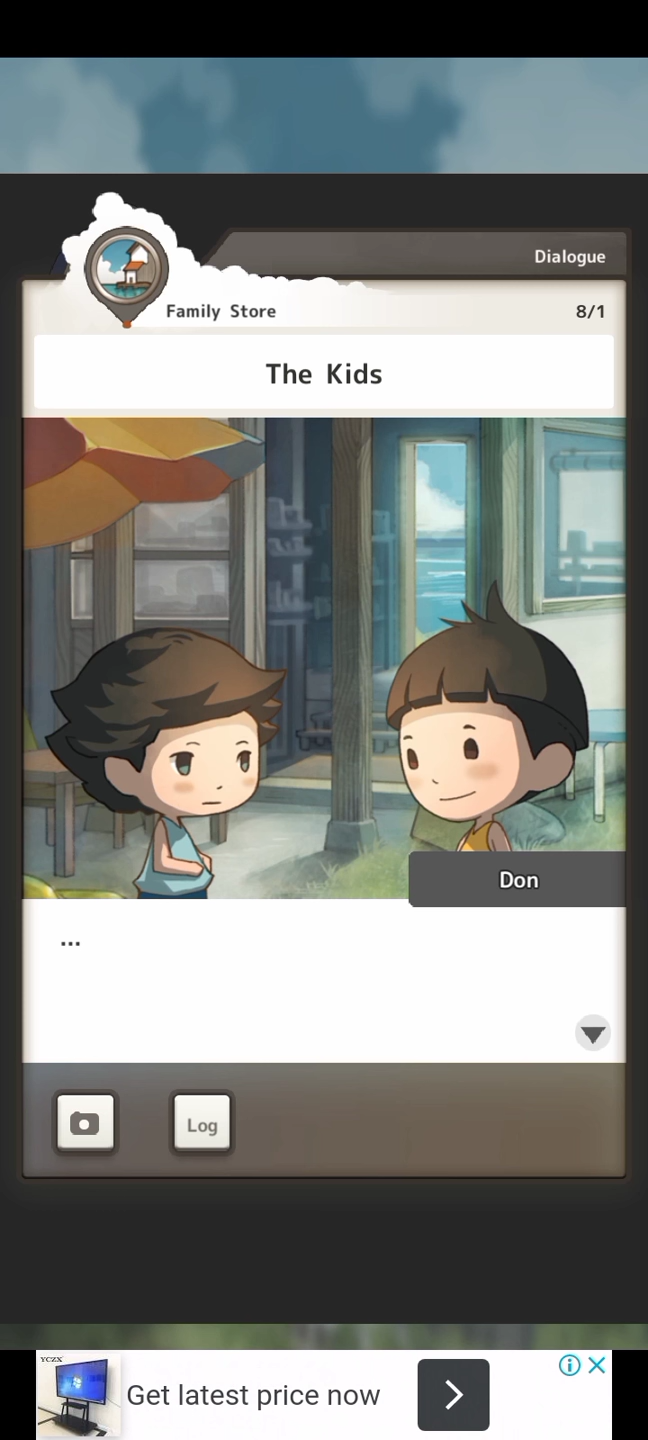 Dialogue
Family Store
8/1
The Kids
Don
...
Log
YCZX
Get latest price now